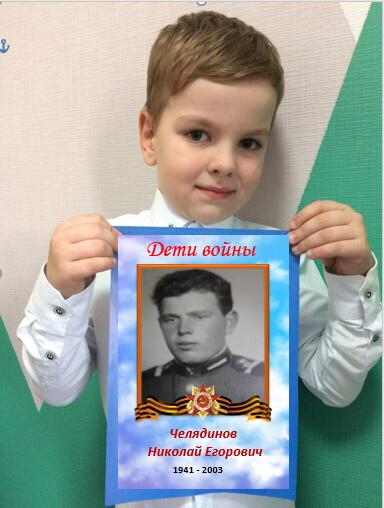 Дети войны
Челядинов
Николай Егорович
1941 - 2003